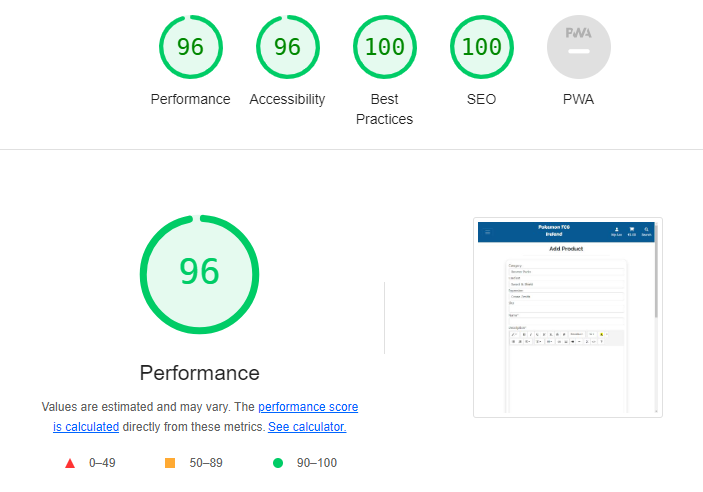 96
96
100
100
PWA
Performance
Accessibility
Best
Practices
SEO
PWA
96
Performance
Values are estimated and may vary. The performance score
is calculated directly from these metrics. See calculator.
0–49
50–89
90–100
Pokemon TCG
Ireland
Add Product
Category